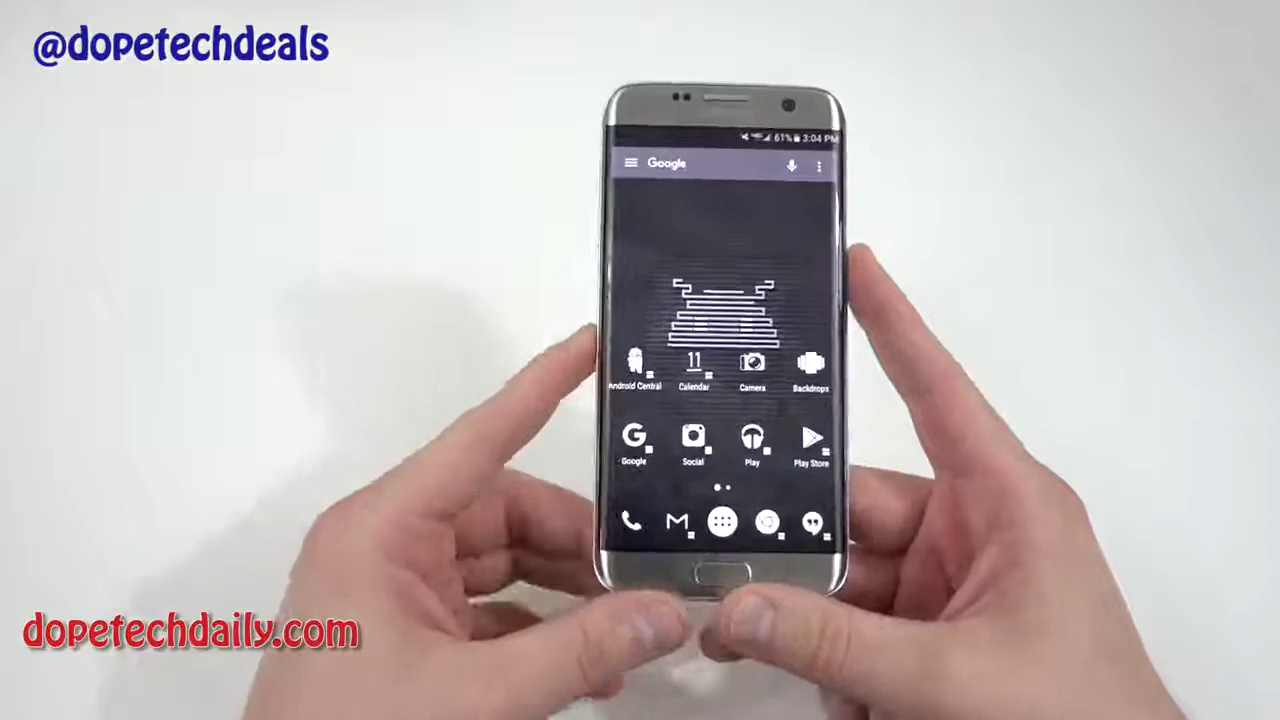 @dopetechdeals
61% 3:04 PM
Google
Android Central
11
Calendar
Camera
Backdrops
G
Google
Social
Play
Play Store
dopetechdaily.com